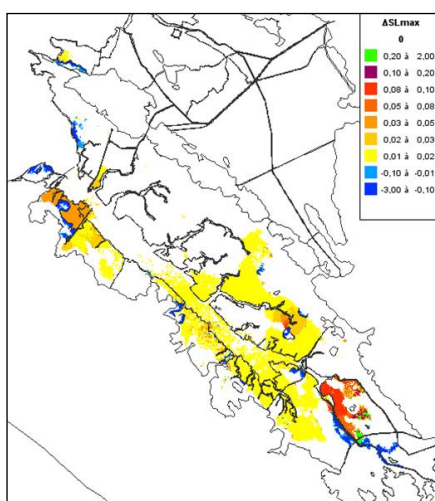 ΔSLmax
0
0,20 à 2,00
0,10 à 0,20
0,08 à 0,10
0,05 à 0,08
0,03 à 0,05
0,02 à 0,03
0,01 à 0,02
-0,10 à -0,01
-3,00 à -0,10